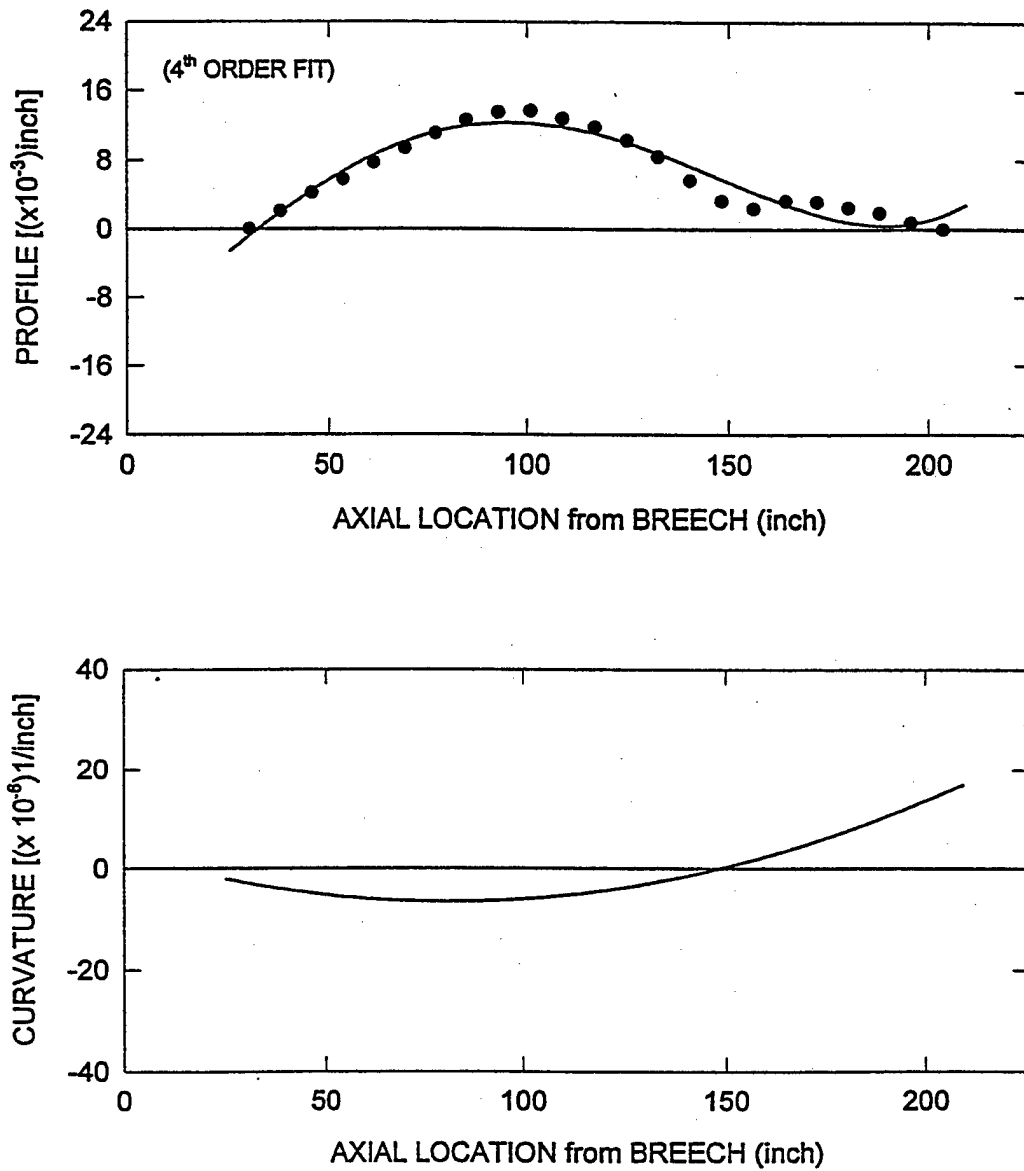 24
16
8
0
-8
-16
-24
PROFILE [(x10⁻³)inch]
(4th ORDER FIT)
0 50 100 150 200
AXIAL LOCATION from BREECH (inch)
40
20
0
-20
-40
CURVATURE [(x 10⁻⁶)1/inch]
0 50 100 150 200
AXIAL LOCATION from BREECH (inch)